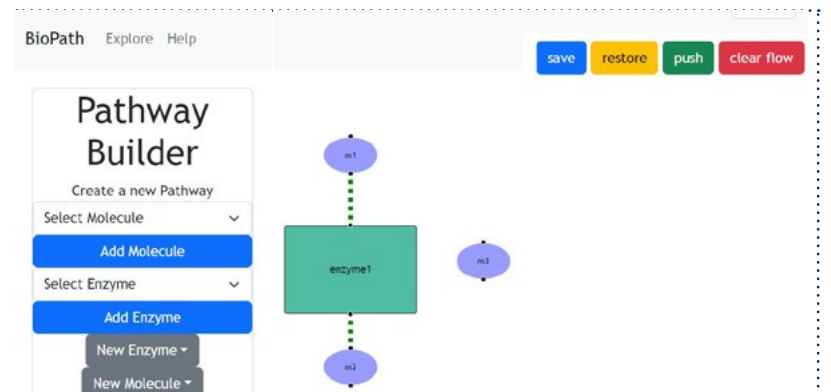 BioPath Explore Help
save restore push clear flow
Pathway
Builder
Create a new Pathway
Select Molecule
Add Molecule
Select Enzyme
Add Enzyme
New Enzyme
New Molecule
m1
enzyme1
m3
m2